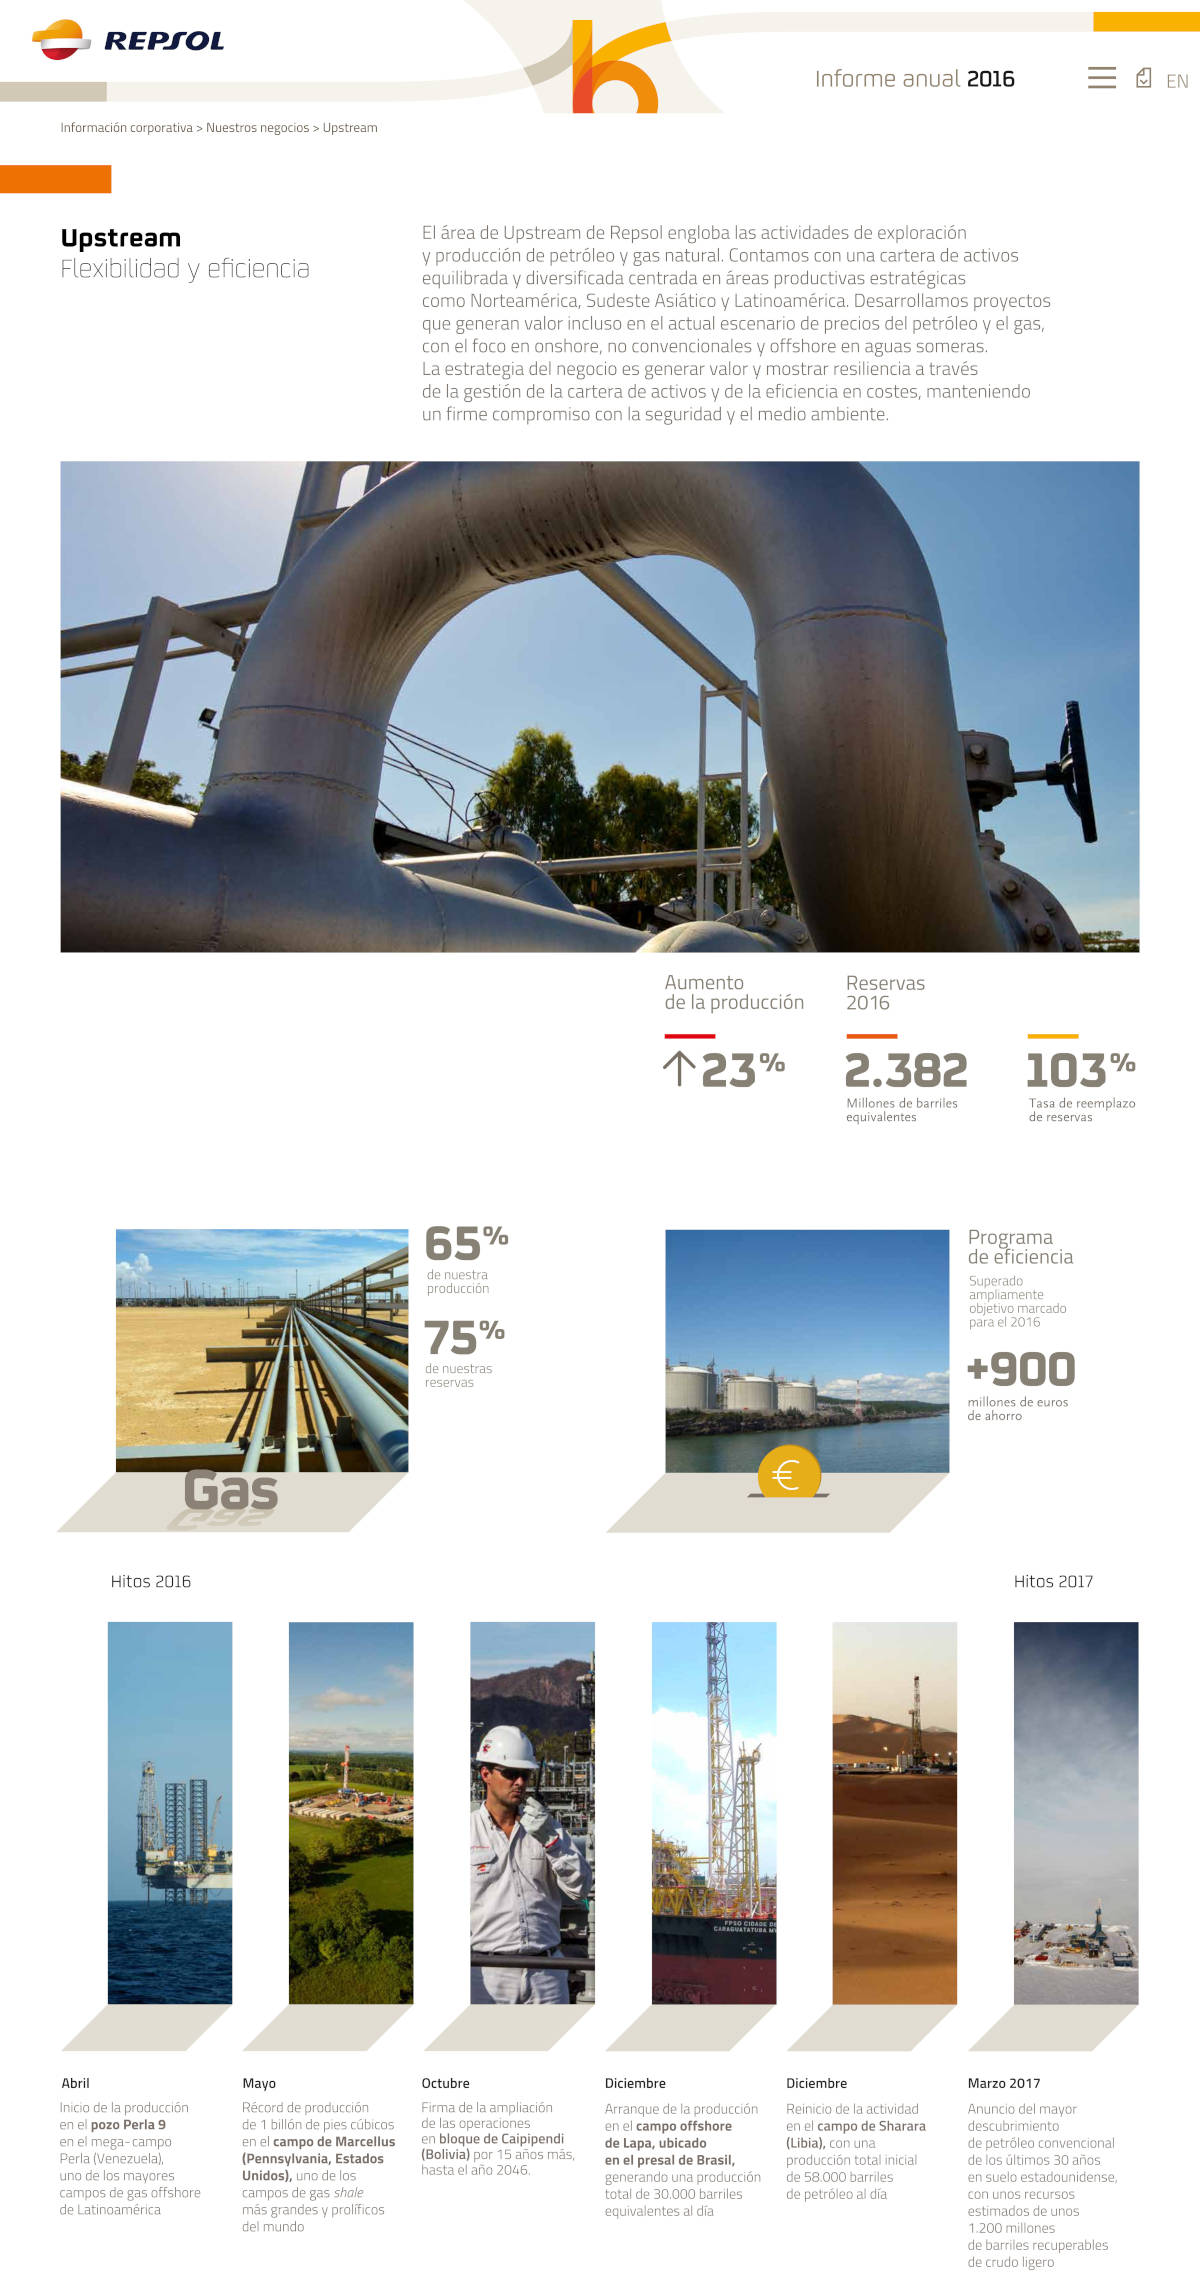 REPSOL
Informe anual 2016
EN
Información corporativa > Nuestros negocios > Upstream
Upstream
Flexibilidad y eficiencia
El área de Upstream de Repsol engloba las actividades de exploración
y producción de petróleo y gas natural. Contamos con una cartera de activos
equilibrada y diversificada centrada en áreas productivas estratégicas
como Norteamérica, Sudeste Asiático y Latinoamérica. Desarrollamos proyectos
que generan valor incluso en el actual escenario de precios del petróleo y el gas,
con el foco en onshore, no convencionales y offshore en aguas someras.
La estrategia del negocio es generar valor y mostrar resiliencia a través
de la gestión de la cartera de activos y de la eficiencia en costes, manteniendo
un firme compromiso con la seguridad y el medio ambiente.
Aumento
de la producción
↑23%
Reservas
2016
2.382
Millones de barriles
equivalentes
103%
Tasa de reemplazo
de reservas
65%
de nuestra
producción
75%
de nuestras
reservas
Gas
Programa
de eficiencia
Superado
ampliamente
objetivo marcado
para el 2016
+900
millones de euros
de ahorro
€
Hitos 2016
Hitos 2017
FPSO CIDADE DE
CARAGUATATUBA MV
Abril
Inicio de la producción
en el pozo Perla 9
en el mega-campo
Perla (Venezuela),
uno de los mayores
campos de gas offshore
de Latinoamérica
Mayo
Récord de producción
de 1 billón de pies cúbicos
en el campo de Marcellus
(Pennsylvania, Estados
Unidos), uno de los
campos de gas shale
más grandes y prolíficos
del mundo
Octubre
Firma de la ampliación
de las operaciones
en bloque de Caipipendi
(Bolivia) por 15 años más,
hasta el año 2046.
Diciembre
Arranque de la producción
en el campo offshore
de Lapa, ubicado
en el presal de Brasil,
generando una producción
total de 30.000 barriles
equivalentes al día
Diciembre
Reinicio de la actividad
en el campo de Sharara
(Libia), con una
producción total inicial
de 58.000 barriles
de petróleo al día
Marzo 2017
Anuncio del mayor
descubrimiento
de petróleo convencional
de los últimos 30 años
en suelo estadounidense,
con unos recursos
estimados de unos
1.200 millones
de barriles recuperables
de crudo ligero